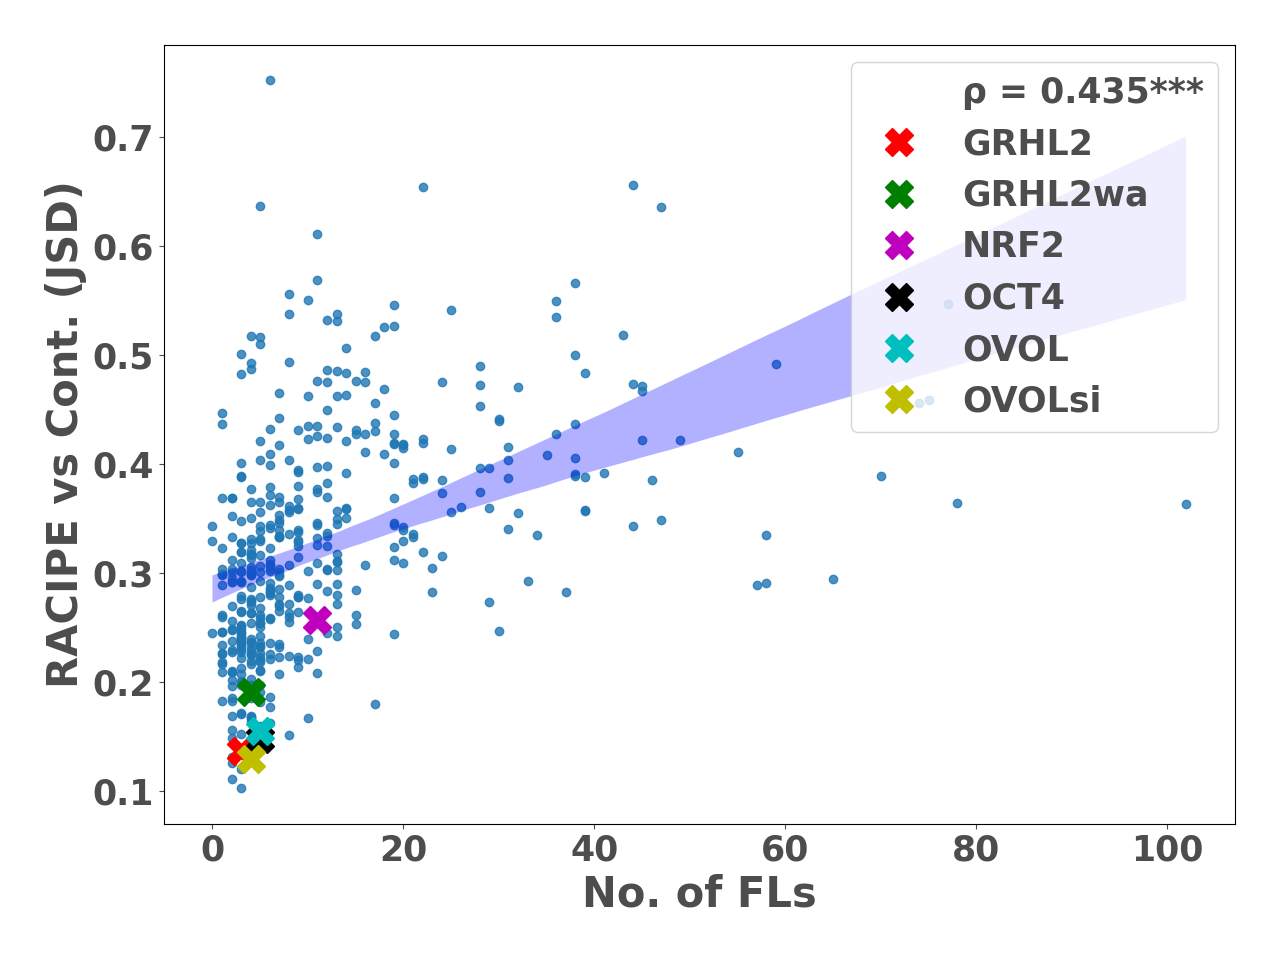 RACIPE vs Cont. (JSD)
0.7
0.6
0.5
0.4
0.3
0.2
0.1
ρ = 0.435***
GRHL2
GRHL2wa
NRF2
OCT4
OVOL
OVOLsi
0 20 40 60 80 100
No. of FLs